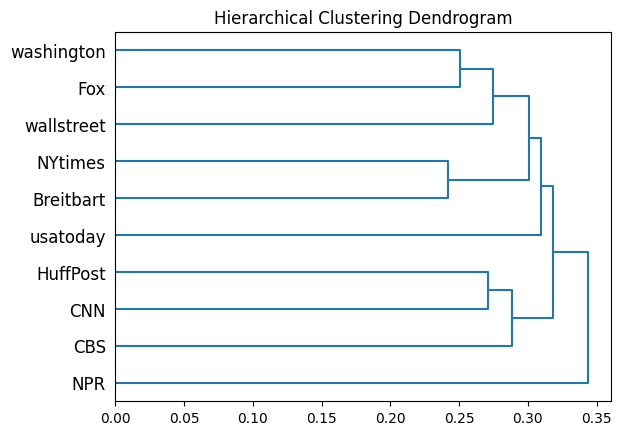 Hierarchical Clustering Dendrogram
washington
Fox
wallstreet
NYtimes
Breitbart
usatoday
HuffPost
CNN
CBS
NPR
0.00 0.05 0.10 0.15 0.20 0.25 0.30 0.35